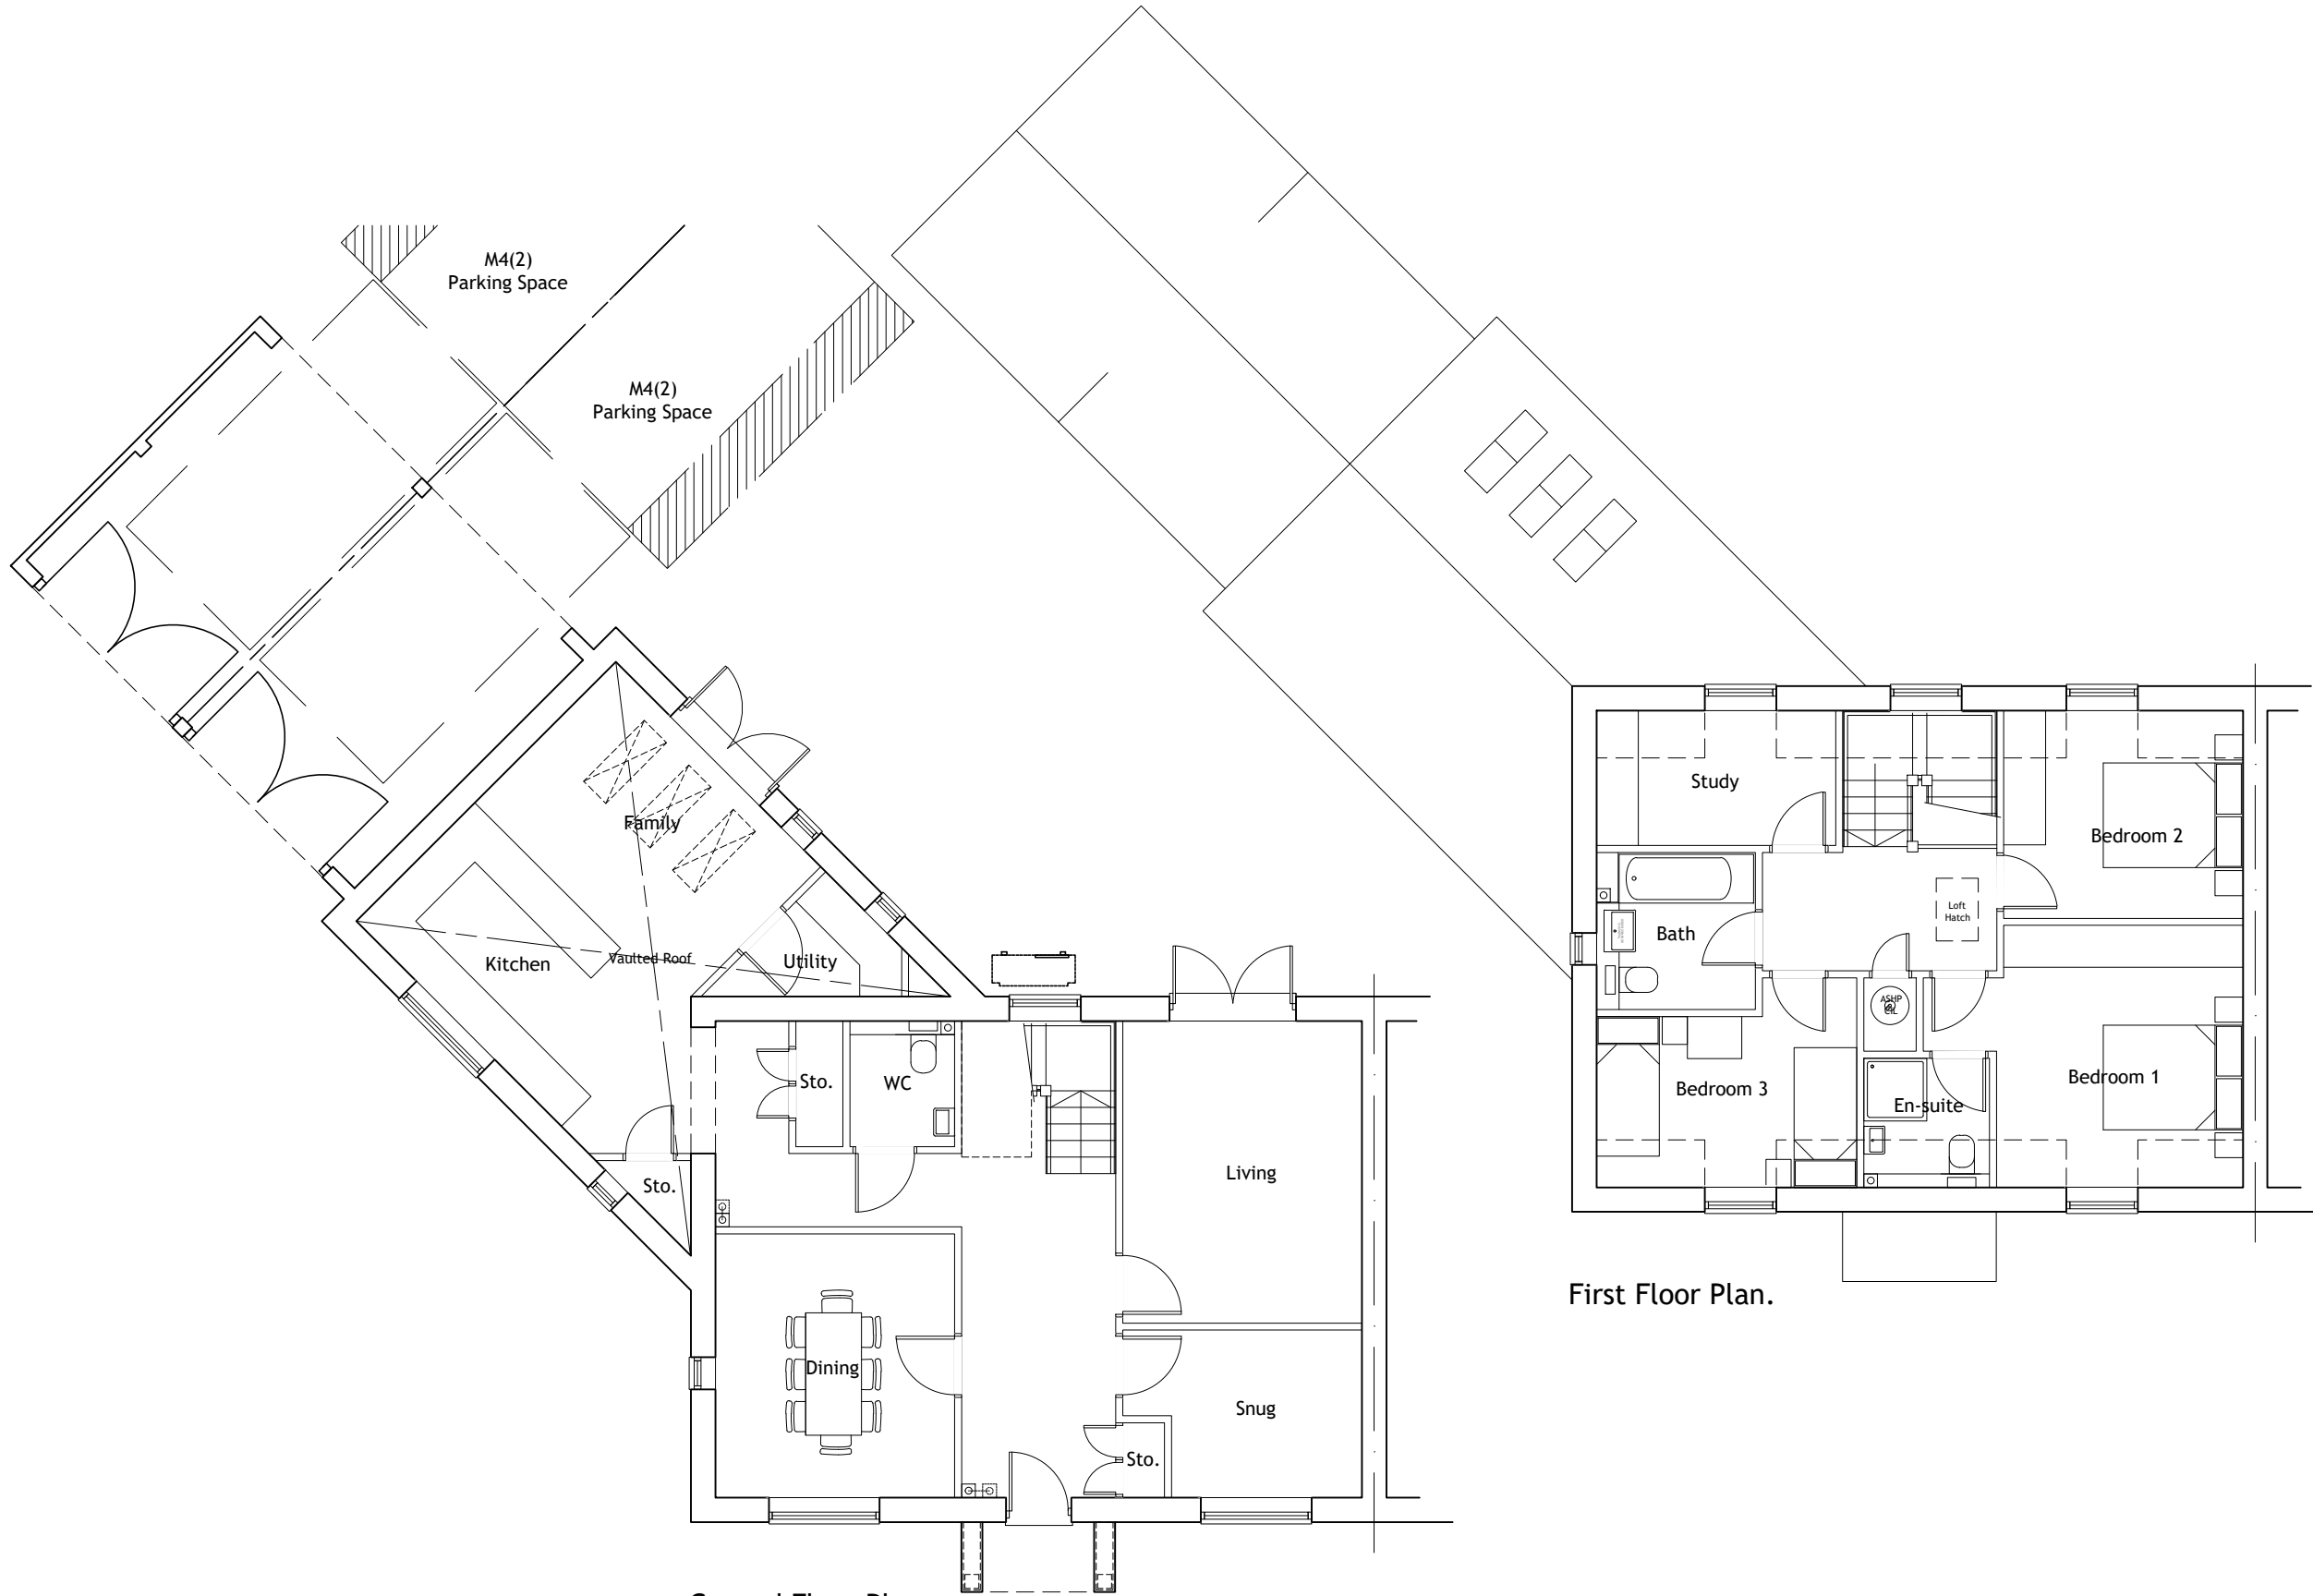 M4(2)
Parking Space
M4(2)
Parking Space
Family
Kitchen
Vaulted Roof
Utility
Sto.
WC
Sto.
Living
Dining
Snug
Sto.
Study
Bedroom 2
Loft
Hatch
Bath
ASHP
CYL
Bedroom 3
En-suite
Bedroom 1
First Floor Plan.